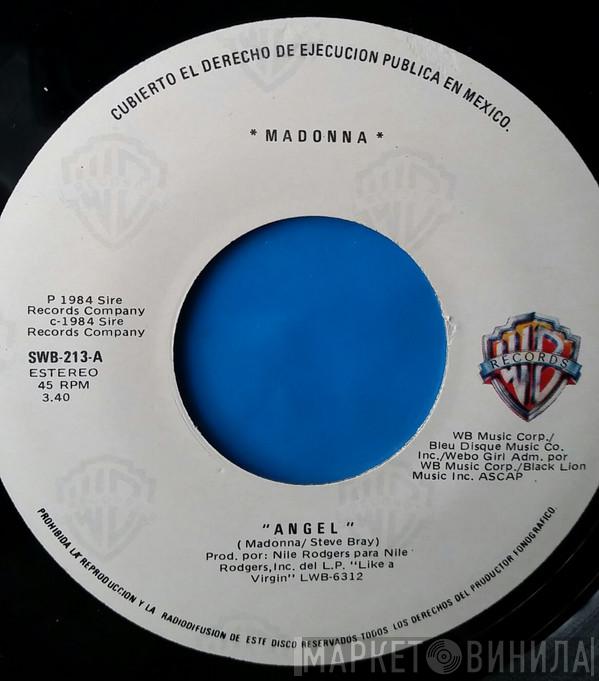 CUBIERTO EL DERECHO DE EJECUCION PUBLICA EN MEXICO.
* MADONNA *
P 1984 Sire
Records Company
c-1984 Sire
Records Company
SWB-213-A
ESTEREO
45 RPM
3.40
WB
RECORDS
WB Music Corp./
Bleu Disque Music Co.
Inc./Webo Girl Adm. por
WB Music Corp./Black Lion
Music Inc. ASCAP
"ANGEL"
( Madonna/ Steve Bray)
Prod. por: Nile Rodgers para Nile
Rodgers,Inc. del L.P. "Like a
Virgin" LWB-6312
PROHIBIDA LA REPRODUCCION Y LA RADIODIFUSION DE ESTE DISCO RESERVADOS TODOS LOS DERECHOS DEL PRODUCTOR FONOGRAFICO.
МАРКЕТ ВИНИЛА